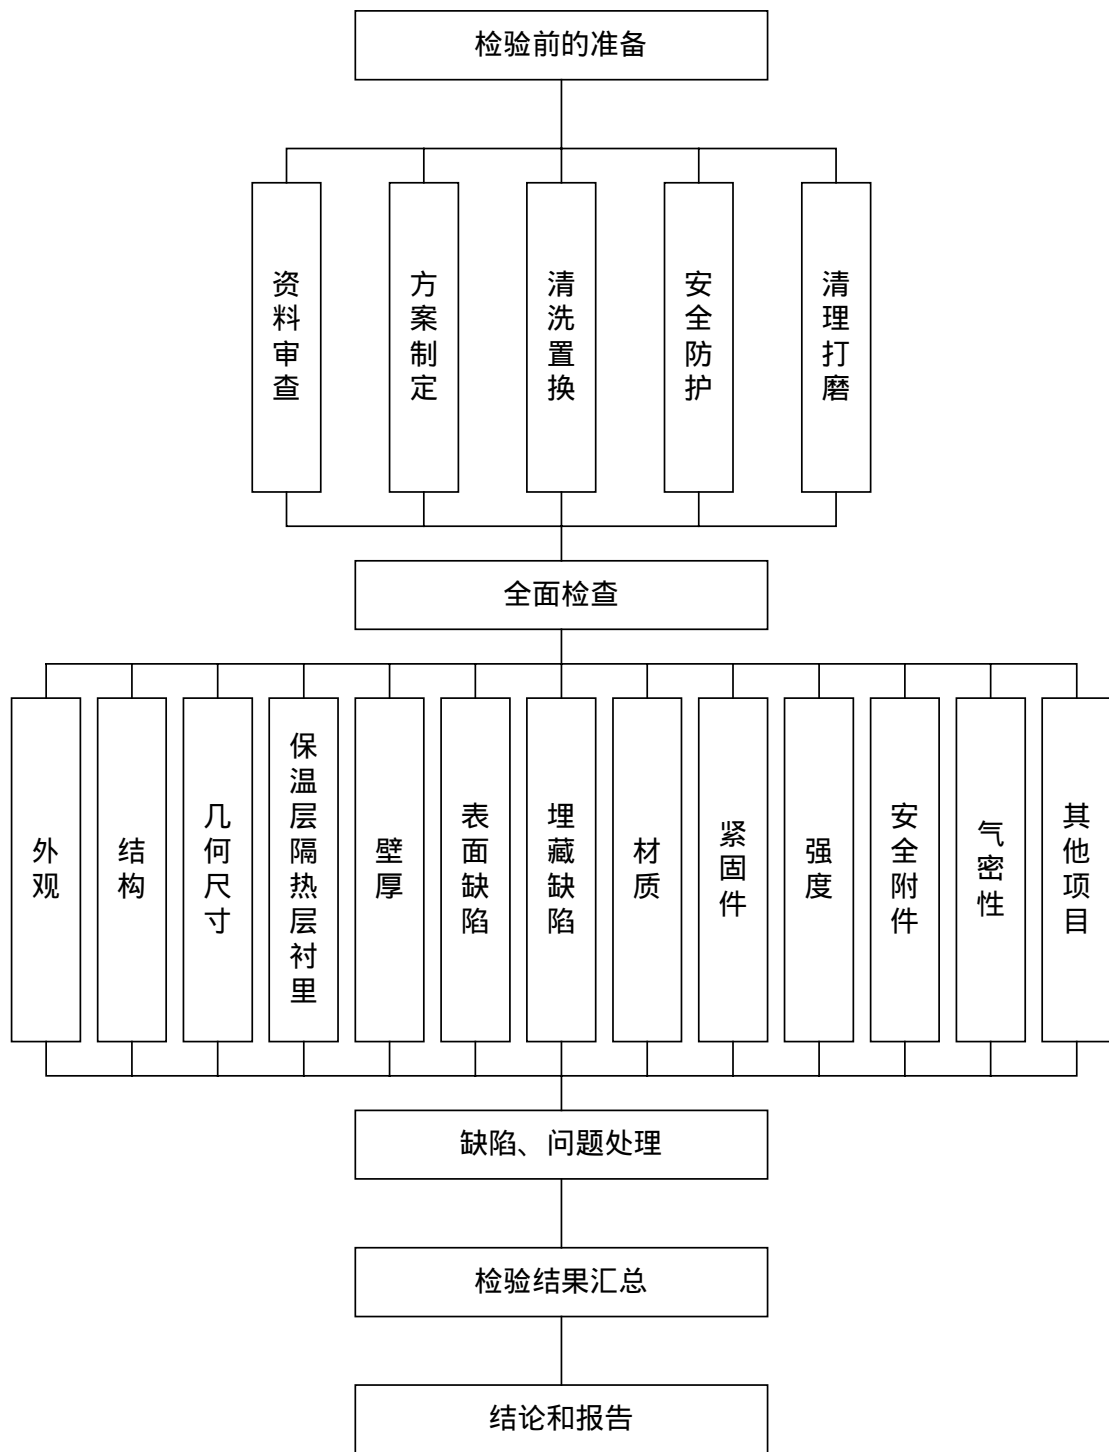 检验前的准备
资料审查
方案制定
清洗置换
安全防护
清理打磨
全面检查
外观
结构
几何尺寸
保温层隔热层衬里
壁厚
表面缺陷
埋藏缺陷
材质
紧固件
强度
安全附件
气密性
其他项目
缺陷、问题处理
检验结果汇总
结论和报告